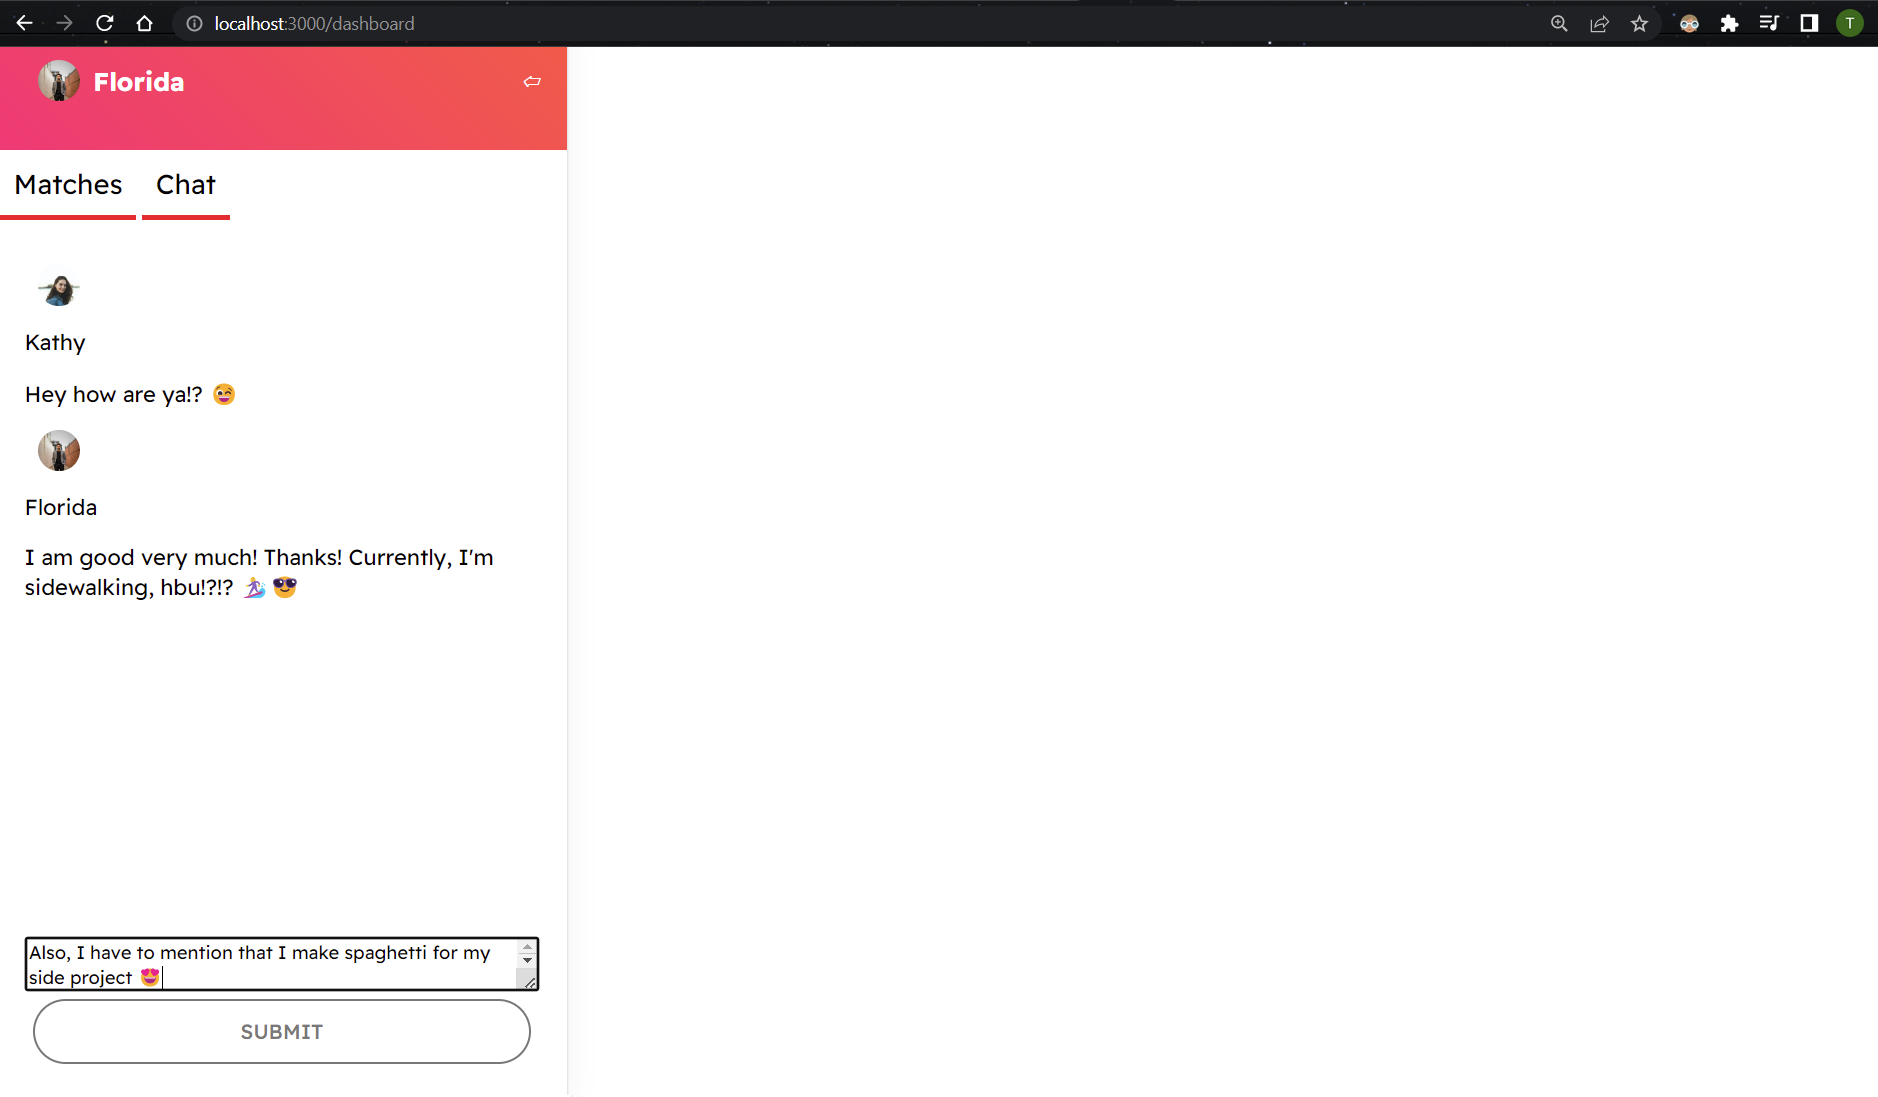 localhost:3000/dashboard
T
Florida
Matches Chat
Kathy
Hey how are ya!? 😉
Florida
I am good very much! Thanks! Currently, I'm
sidewalking, hbu!?!? 🏄‍♀️😎
Also, I have to mention that I make spaghetti for my
side project 😍
SUBMIT